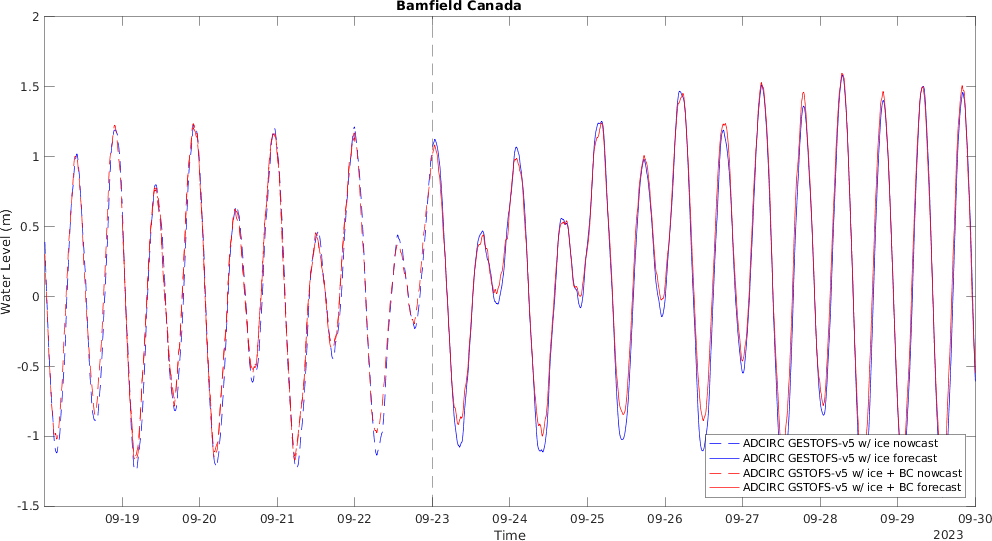 Bamfield Canada
2
1.5
1
0.5
0
-0.5
-1
-1.5
Water Level (m)
09-19 09-20 09-21 09-22 09-23 09-24 09-25 09-26 09-27 09-28 09-29 09-30
Time
2023
ADCIRC GESTOFS-v5 w/ ice nowcast
ADCIRC GESTOFS-v5 w/ ice forecast
ADCIRC GSTOFS-v5 w/ ice + BC nowcast
ADCIRC GSTOFS-v5 w/ ice + BC forecast